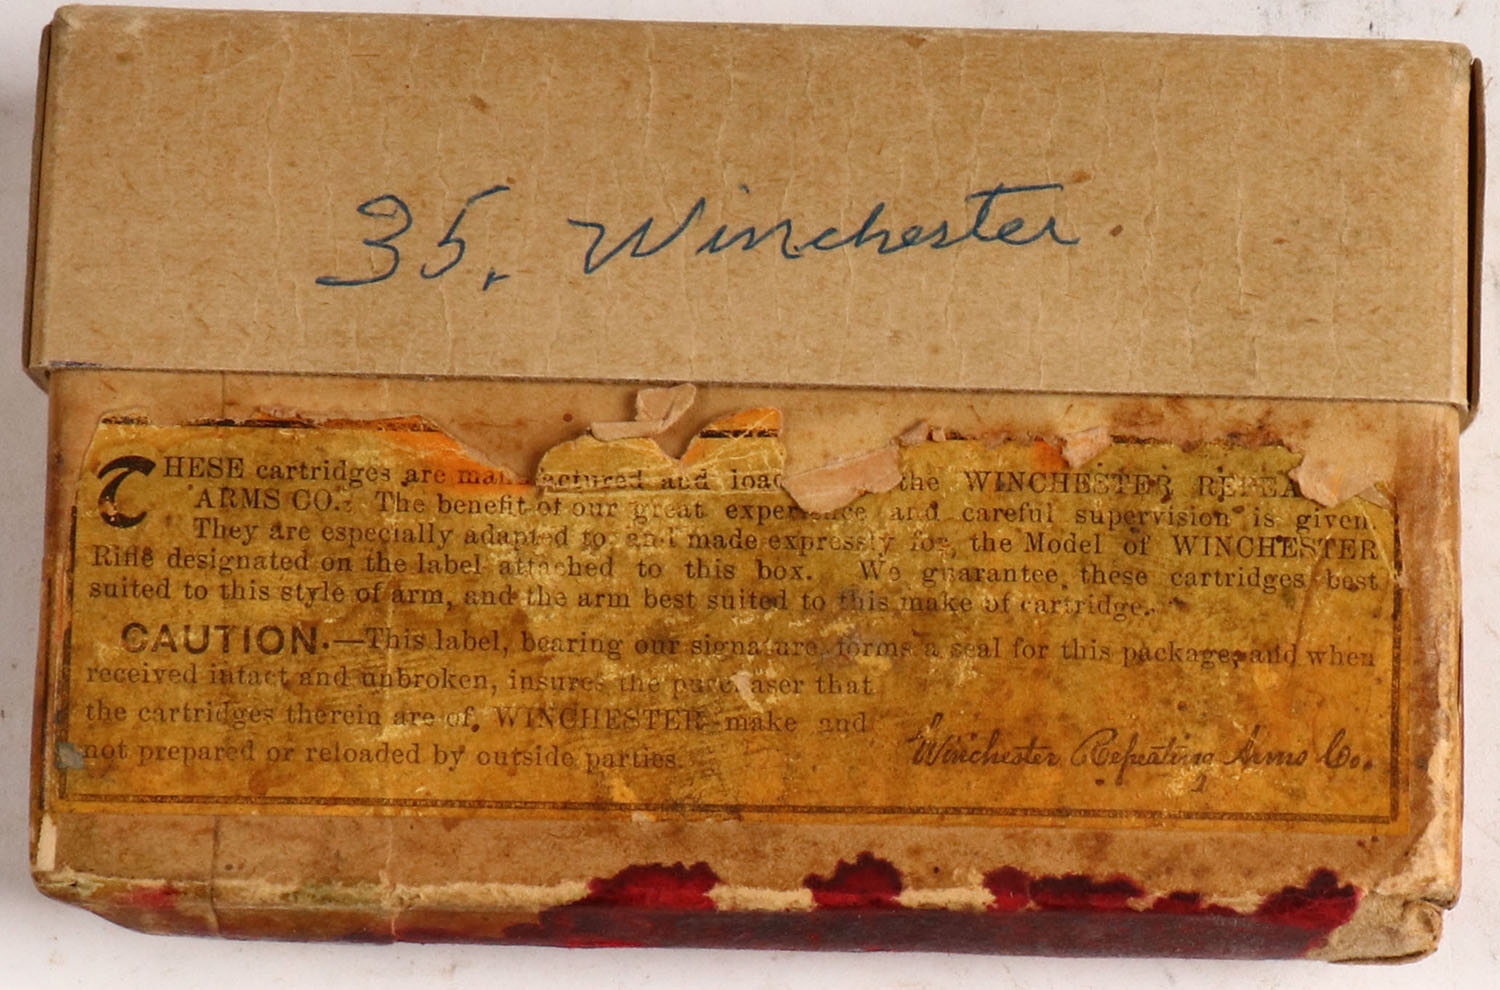 35. Winchester
THESE cartridges are manufactured and loaded the WINCHESTER REPEA
ARMS CO. The benefit of our great experience and careful supervision is given.
They are especially adapted to, and made expressly for, the Model of WINCHESTER
Rifle designated on the label attached to this box. We guarantee these cartridges best
suited to this style of arm, and the arm best suited to this make of cartridge.
CAUTION.—This label, bearing our signature, forms a seal for this package, and when
received intact and unbroken, insures the purchaser that
the cartridges therein are of WINCHESTER make and
not prepared or reloaded by outside parties.
Winchester Repeating Arms Co.